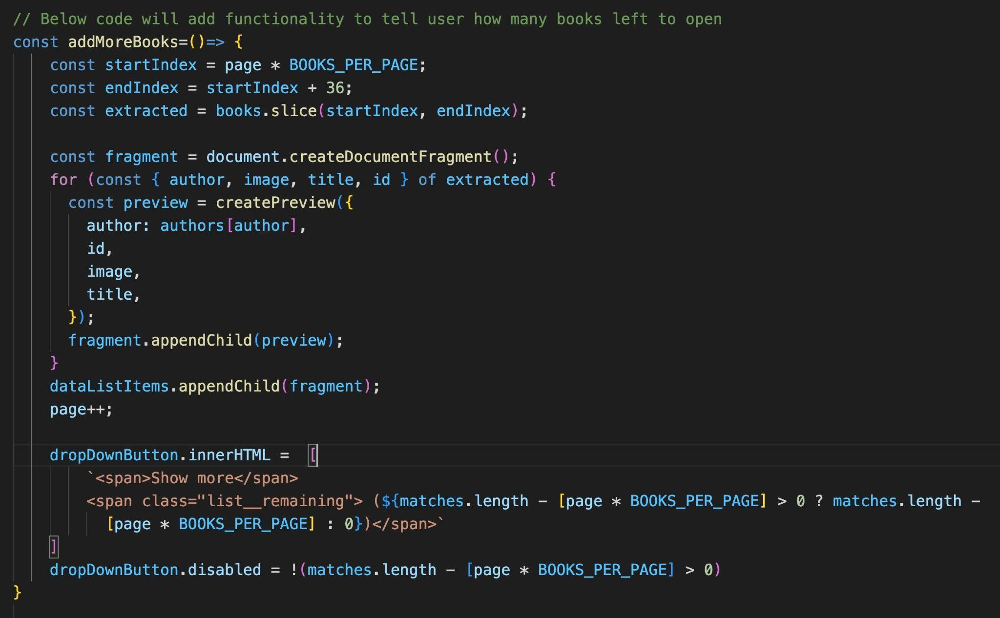 // Below code will add functionality to tell user how many books left to open
const addMoreBooks=()=> {
const startIndex = page * BOOKS_PER_PAGE;
const endIndex = startIndex + 36;
const extracted = books.slice(startIndex, endIndex);
const fragment = document.createDocumentFragment();
for (const { author, image, title, id } of extracted) {
const preview = createPreview({
author: authors[author],
id,
image,
title,
});
fragment.appendChild(preview);
}
dataListItems.appendChild(fragment);
page++;
dropDownButton.innerHTML =  [
`<span>Show more</span>
<span class="list__remaining"> (${matches.length - [page * BOOKS_PER_PAGE] > 0 ? matches.length -
[page * BOOKS_PER_PAGE] : 0})</span>`
]
dropDownButton.disabled = !(matches.length - [page * BOOKS_PER_PAGE] > 0)
}